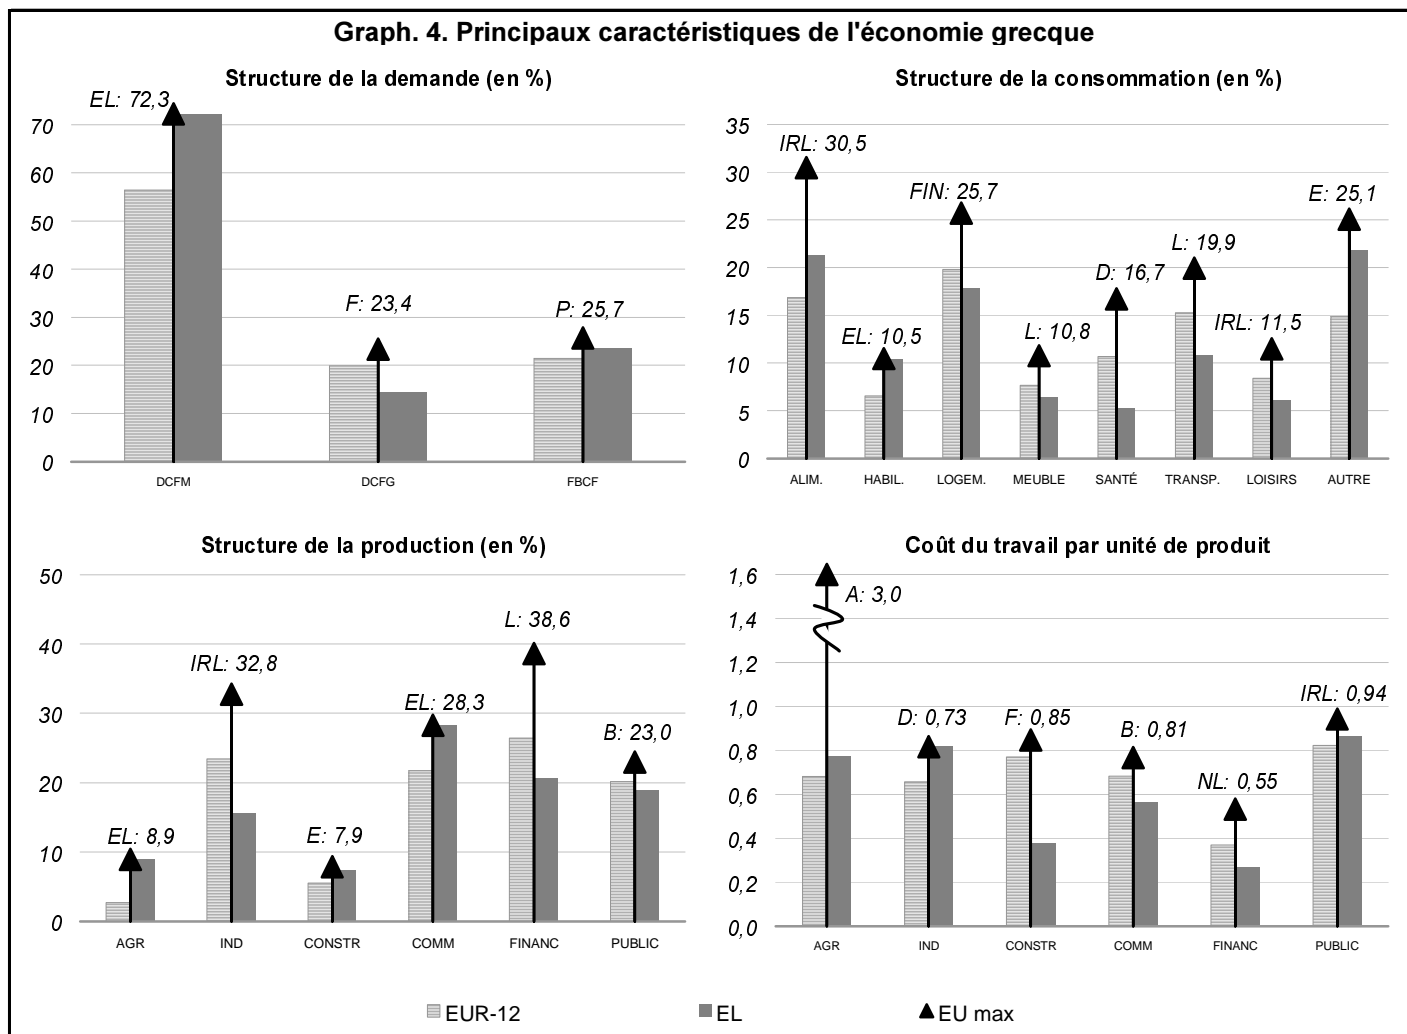 Graph. 4. Principaux caractéristiques de l'économie grecque
Structure de la demande (en %)
EL: 72,3
F: 23,4
P: 25,7
70
60
50
40
30
20
10
0
DCFM DCFG FBCF
Structure de la consommation (en %)
IRL: 30,5
FIN: 25,7
E: 25,1
L: 19,9
D: 16,7
EL: 10,5
L: 10,8
IRL: 11,5
35
30
25
20
15
10
5
0
ALIM. HABIL. LOGEM. MEUBLE SANTÉ TRANSP. LOISIRS AUTRE
Structure de la production (en %)
L: 38,6
IRL: 32,8
EL: 28,3
B: 23,0
EL: 8,9
E: 7,9
50
40
30
20
10
0
AGR IND CONSTR COMM FINANC PUBLIC
Coût du travail par unité de produit
A: 3,0
D: 0,73
F: 0,85
B: 0,81
NL: 0,55
IRL: 0,94
1,6
1,4
1,2
1,0
0,8
0,6
0,4
0,2
0,0
AGR IND CONSTR COMM FINANC PUBLIC
EUR-12 EL EU max